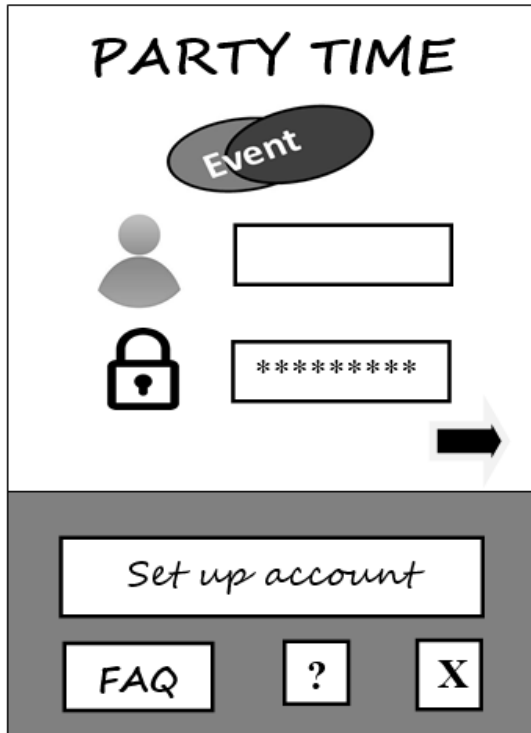 PARTY TIME
Event
*********
Set up account
FAQ
?
X